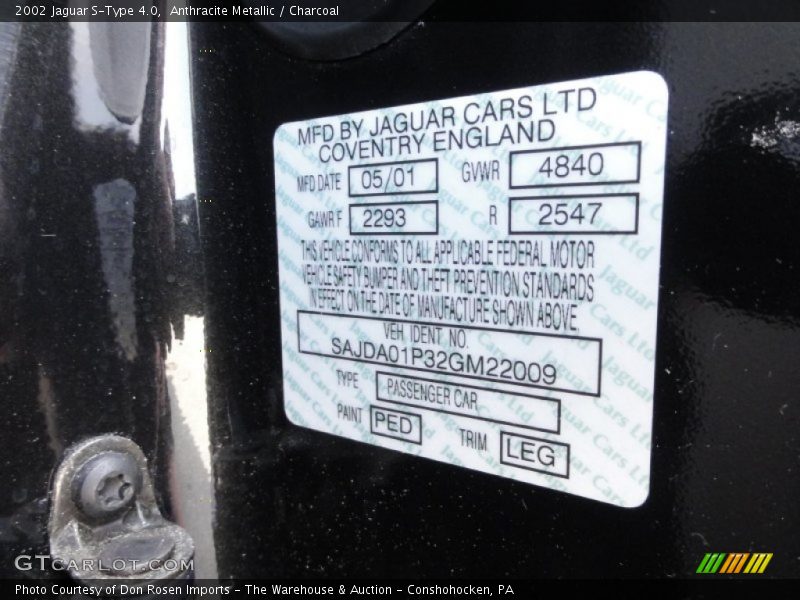 2002 Jaguar S-Type 4.0,  Anthracite Metallic / Charcoal
MFD BY JAGUAR CARS LTD
COVENTRY ENGLAND
MFD DATE 05/01 GVWR 4840
GAWR F 2293 R 2547
THIS VEHICLE CONFORMS TO ALL APPLICABLE FEDERAL MOTOR
VEHICLE SAFETY BUMPER AND THEFT PREVENTION STANDARDS
IN EFFECT ON THE DATE OF MANUFACTURE SHOWN ABOVE.
VEH. IDENT. NO.
SAJDA01P32GM22009
TYPE PASSENGER CAR
PAINT PED TRIM LEG
GTCARLOT.COM
Photo Courtesy of Don Rosen Imports - The Warehouse & Auction - Conshohocken, PA